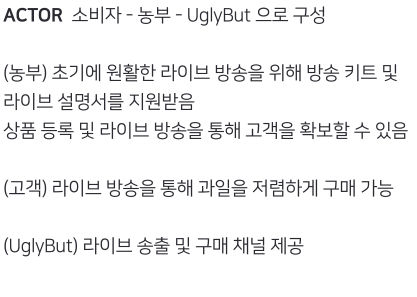 ACTOR 소비자 - 농부 - UglyBut 으로 구성
(농부) 초기에 원활한 라이브 방송을 위해 방송 키트 및
라이브 설명서를 지원받음
상품 등록 및 라이브 방송을 통해 고객을 확보할 수 있음
(고객) 라이브 방송을 통해 과일을 저렴하게 구매 가능
(UglyBut) 라이브 송출 및 구매 채널 제공